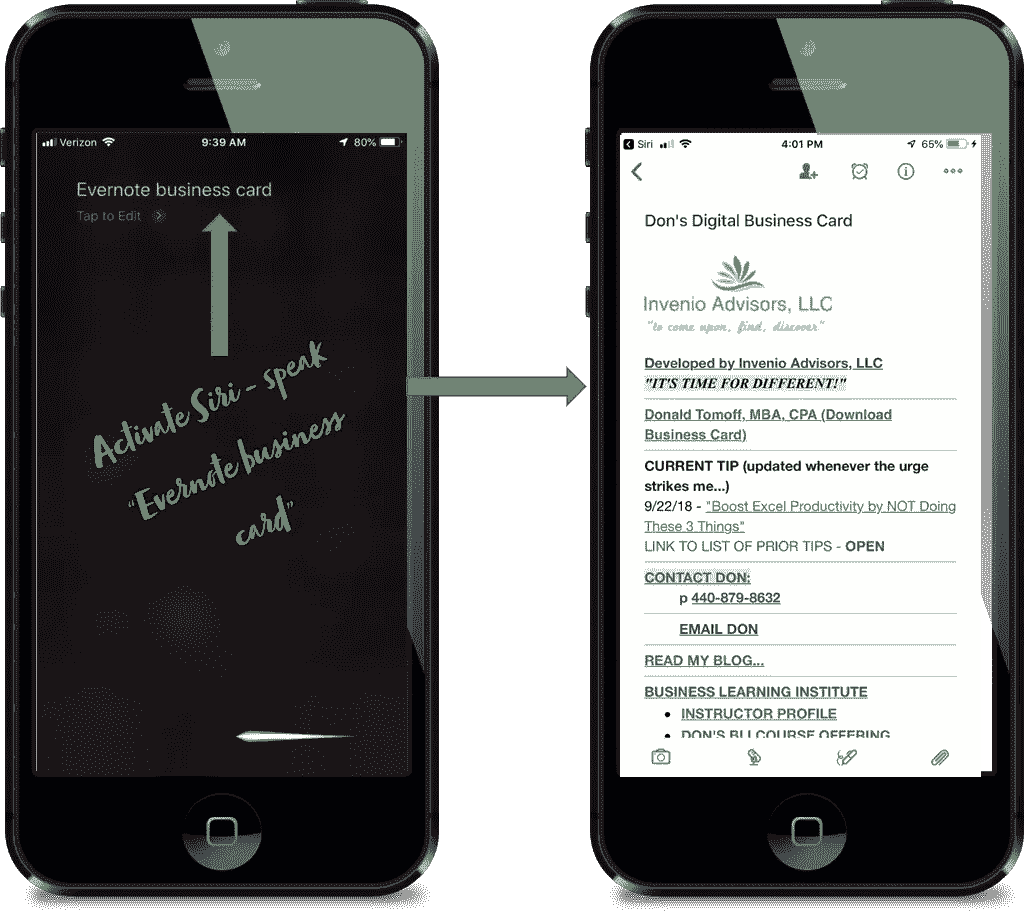 Verizon 9:39 AM 80%
Evernote business card
Tap to Edit
Activate Siri - speak
"Evernote business
card"
Siri 4:01 PM 65%
Don's Digital Business Card
Invenio Advisors, LLC
"to come upon, find, discover"
Developed by Invenio Advisors, LLC
"IT'S TIME FOR DIFFERENT!"
Donald Tomoff, MBA, CPA (Download
Business Card)
CURRENT TIP (updated whenever the urge
strikes me...)
9/22/18 - "Boost Excel Productivity by NOT Doing
These 3 Things"
LINK TO LIST OF PRIOR TIPS - OPEN
CONTACT DON:
p 440-879-8632
EMAIL DON
READ MY BLOG...
BUSINESS LEARNING INSTITUTE
• INSTRUCTOR PROFILE
• DON'S BLI COURSE OFFERING